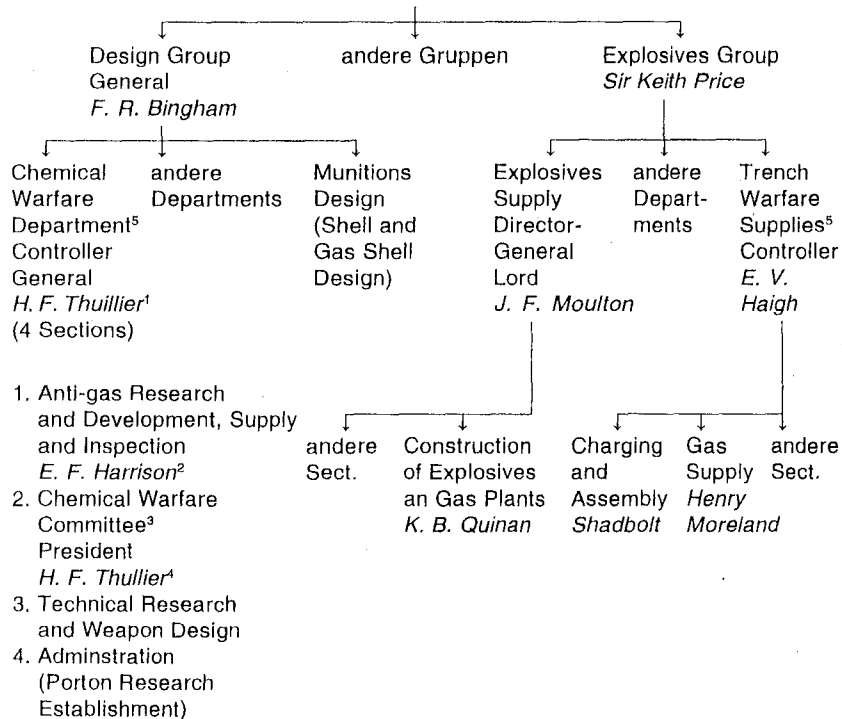 Design Group
General
F. R. Bingham
andere Gruppen
Explosives Group
Sir Keith Price
Chemical
Warfare
Department⁵
Controller
General
H. F. Thuillier¹
(4 Sections)
andere
Departments
Munitions
Design
(Shell and
Gas Shell
Design)
Explosives
Supply
Director-
General
Lord
J. F. Moulton
andere
Depart-
ments
Trench
Warfare
Supplies⁵
Controller
E. V.
Haigh
1. Anti-gas Research
and Development, Supply
and Inspection
E. F. Harrison²
2. Chemical Warfare
Committee³
President
H. F. Thullier⁴
3. Technical Research
and Weapon Design
4. Adminstration
(Porton Research
Establishment)
andere
Sect.
Construction
of Explosives
an Gas Plants
K. B. Quinan
Charging
and
Assembly
Shadbolt
Gas
Supply
Henry
Moreland
andere
Sect.